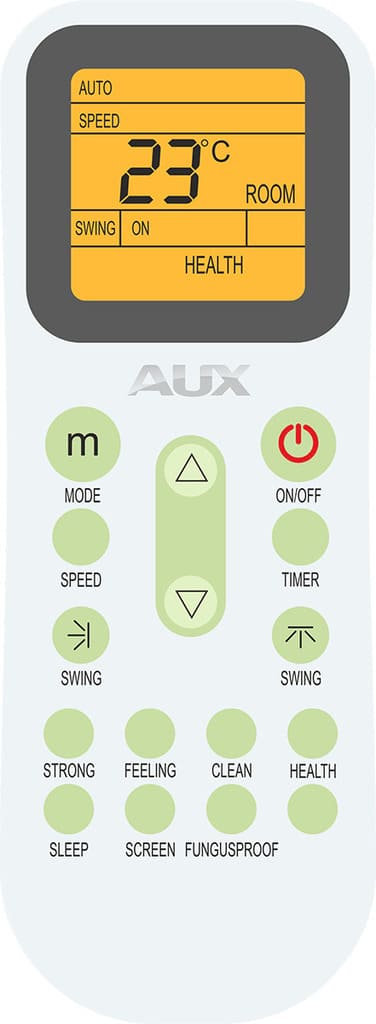 AUTO
SPEED
23°C
ROOM
SWING ON
HEALTH
AUX
m
MODE
ON/OFF
SPEED
TIMER
SWING
SWING
STRONG FEELING CLEAN HEALTH
SLEEP SCREEN FUNGUSPROOF